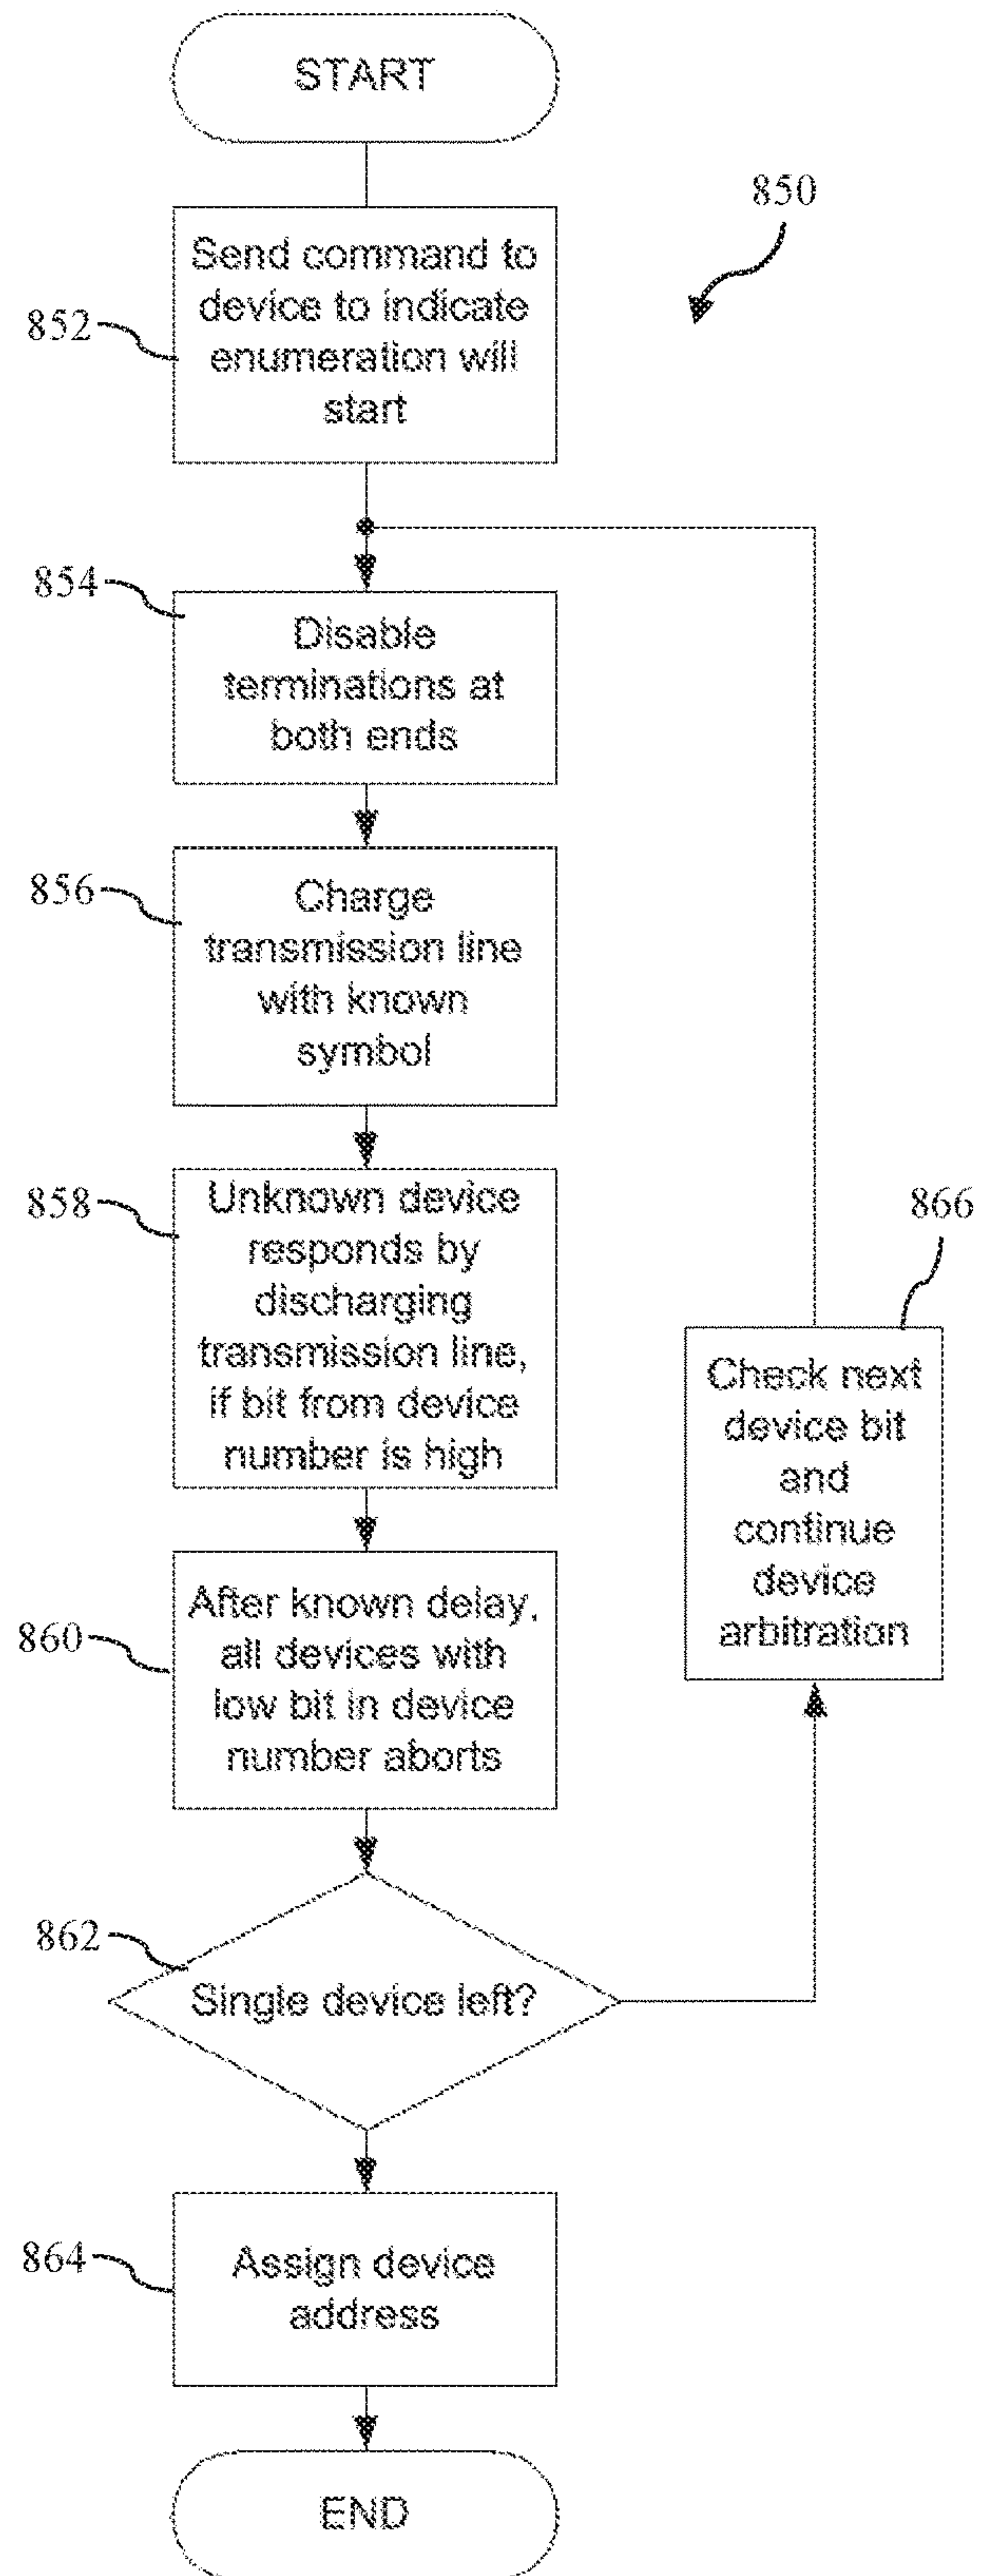 START
850
852
Send command to
device to indicate
enumeration will
start
854
Disable
terminations at
both ends
856
Charge
transmission line
with known
symbol
858
Unknown device
responds by
discharging
transmission line,
if bit from device
number is high
866
Check next
device bit
and
continue
device
arbitration
860
After known delay,
all devices with
low bit in device
number aborts
862
Single device left?
864
Assign device
address
END